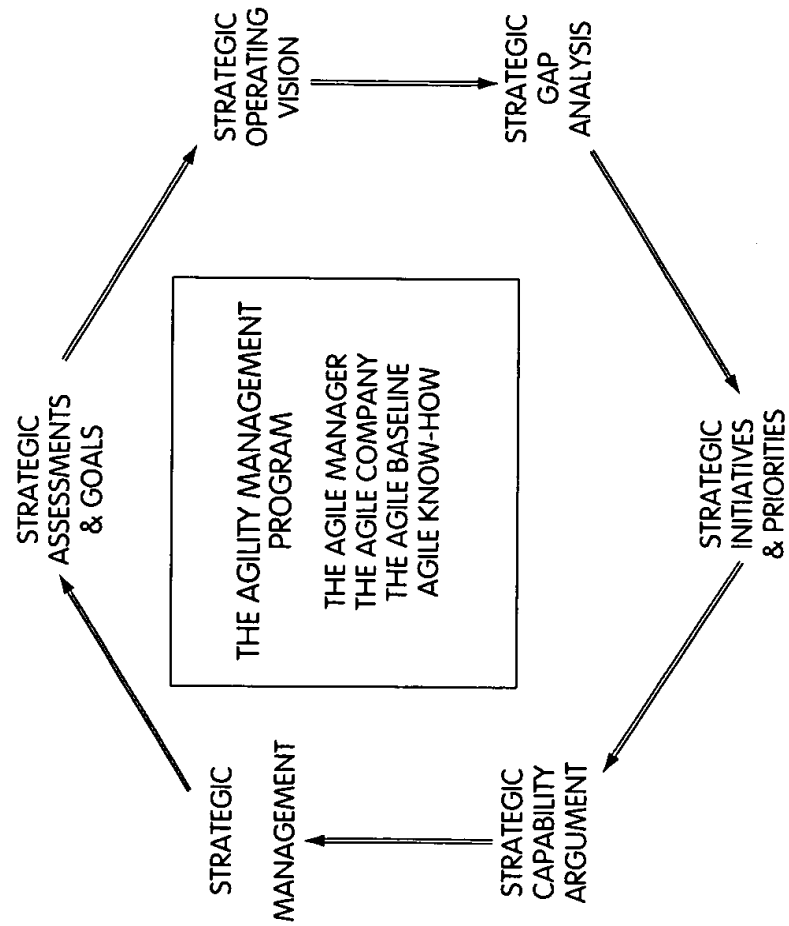 STRATEGIC
ASSESSMENTS
& GOALS
STRATEGIC
OPERATING
VISION
STRATEGIC
GAP
ANALYSIS
STRATEGIC
INITIATIVES
& PRIORITIES
STRATEGIC
CAPABILITY
ARGUMENT
STRATEGIC
MANAGEMENT
THE AGILITY MANAGEMENT
PROGRAM
THE AGILE MANAGER
THE AGILE COMPANY
THE AGILE BASELINE
AGILE KNOW-HOW